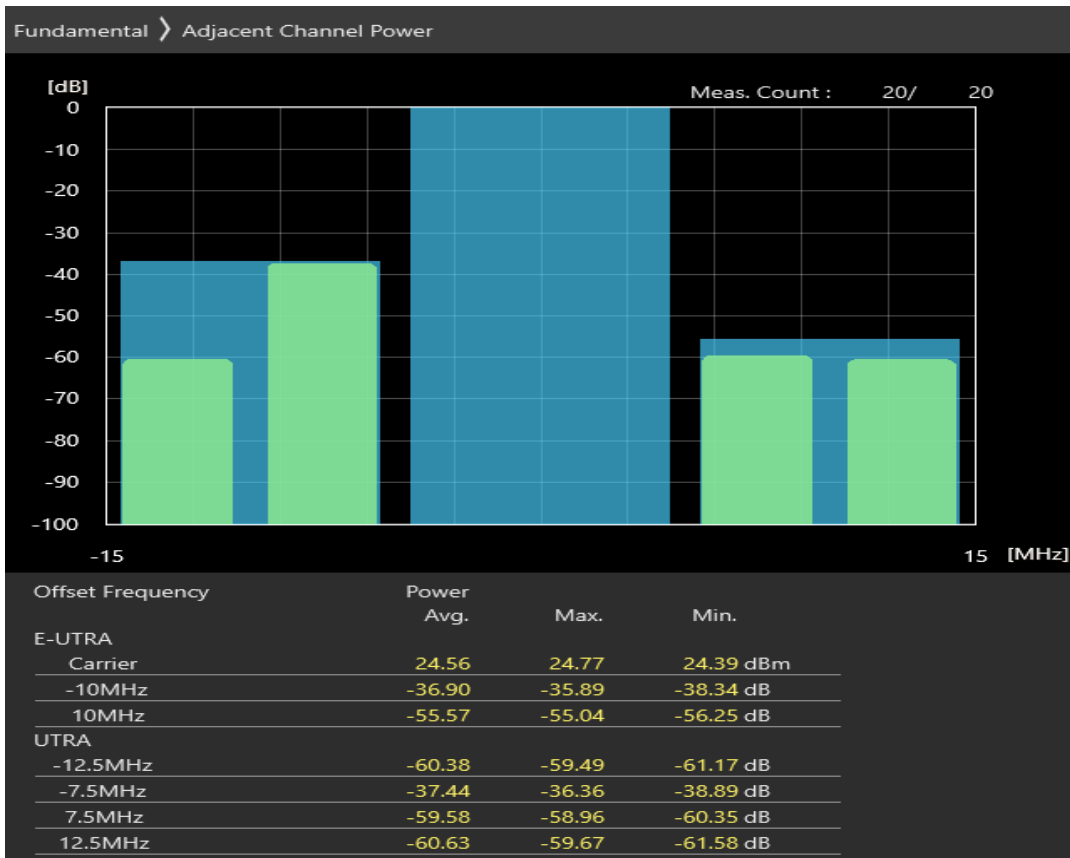 Fundamental 〉 Adjacent Channel Power
[dB]
Meas. Count : 20/ 20
0
-10
-20
-30
-40
-50
-60
-70
-80
-90
-100
-15 15 [MHz]
Offset Frequency Power
Avg. Max. Min.
E-UTRA
Carrier 24.56 24.77 24.39 dBm
-10MHz -36.90 -35.89 -38.34 dB
10MHz -55.57 -55.04 -56.25 dB
UTRA
-12.5MHz -60.38 -59.49 -61.17 dB
-7.5MHz -37.44 -36.36 -38.89 dB
7.5MHz -59.58 -58.96 -60.35 dB
12.5MHz -60.63 -59.67 -61.58 dB